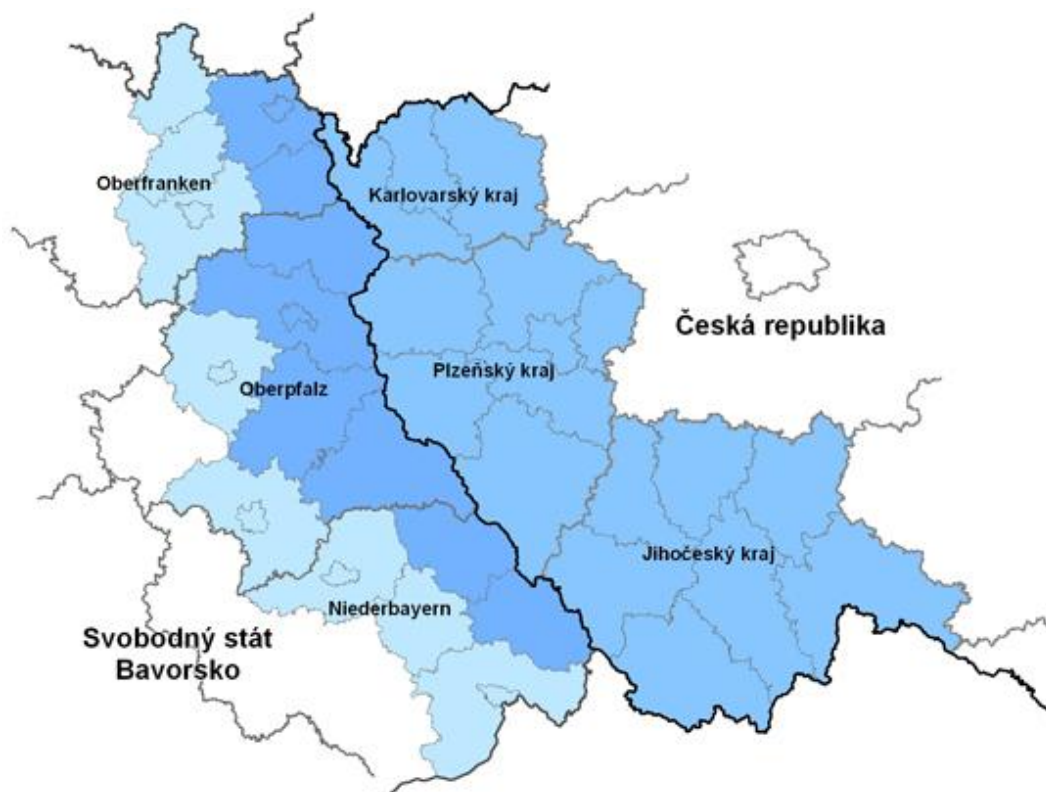 Oberfranken
Karlovarský kraj
Česká republika
Plzeňský kraj
Oberpfalz
Jihočeský kraj
Niederbayern
Svobodný stát
Bavorsko